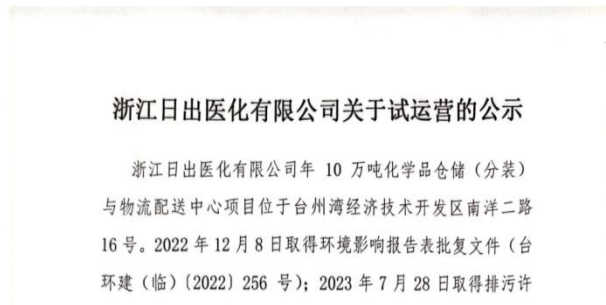 浙江日出医化有限公司关于试运营的公示
浙江日出医化有限公司年 10 万吨化学品仓储（分装）
与物流配送中心项目位于台州湾经济技术开发区南洋二路
16 号。2022 年 12 月 8 日取得环境影响报告表批复文件（台
环建（临）〔2022〕256 号）；2023 年 7 月 28 日取得排污许